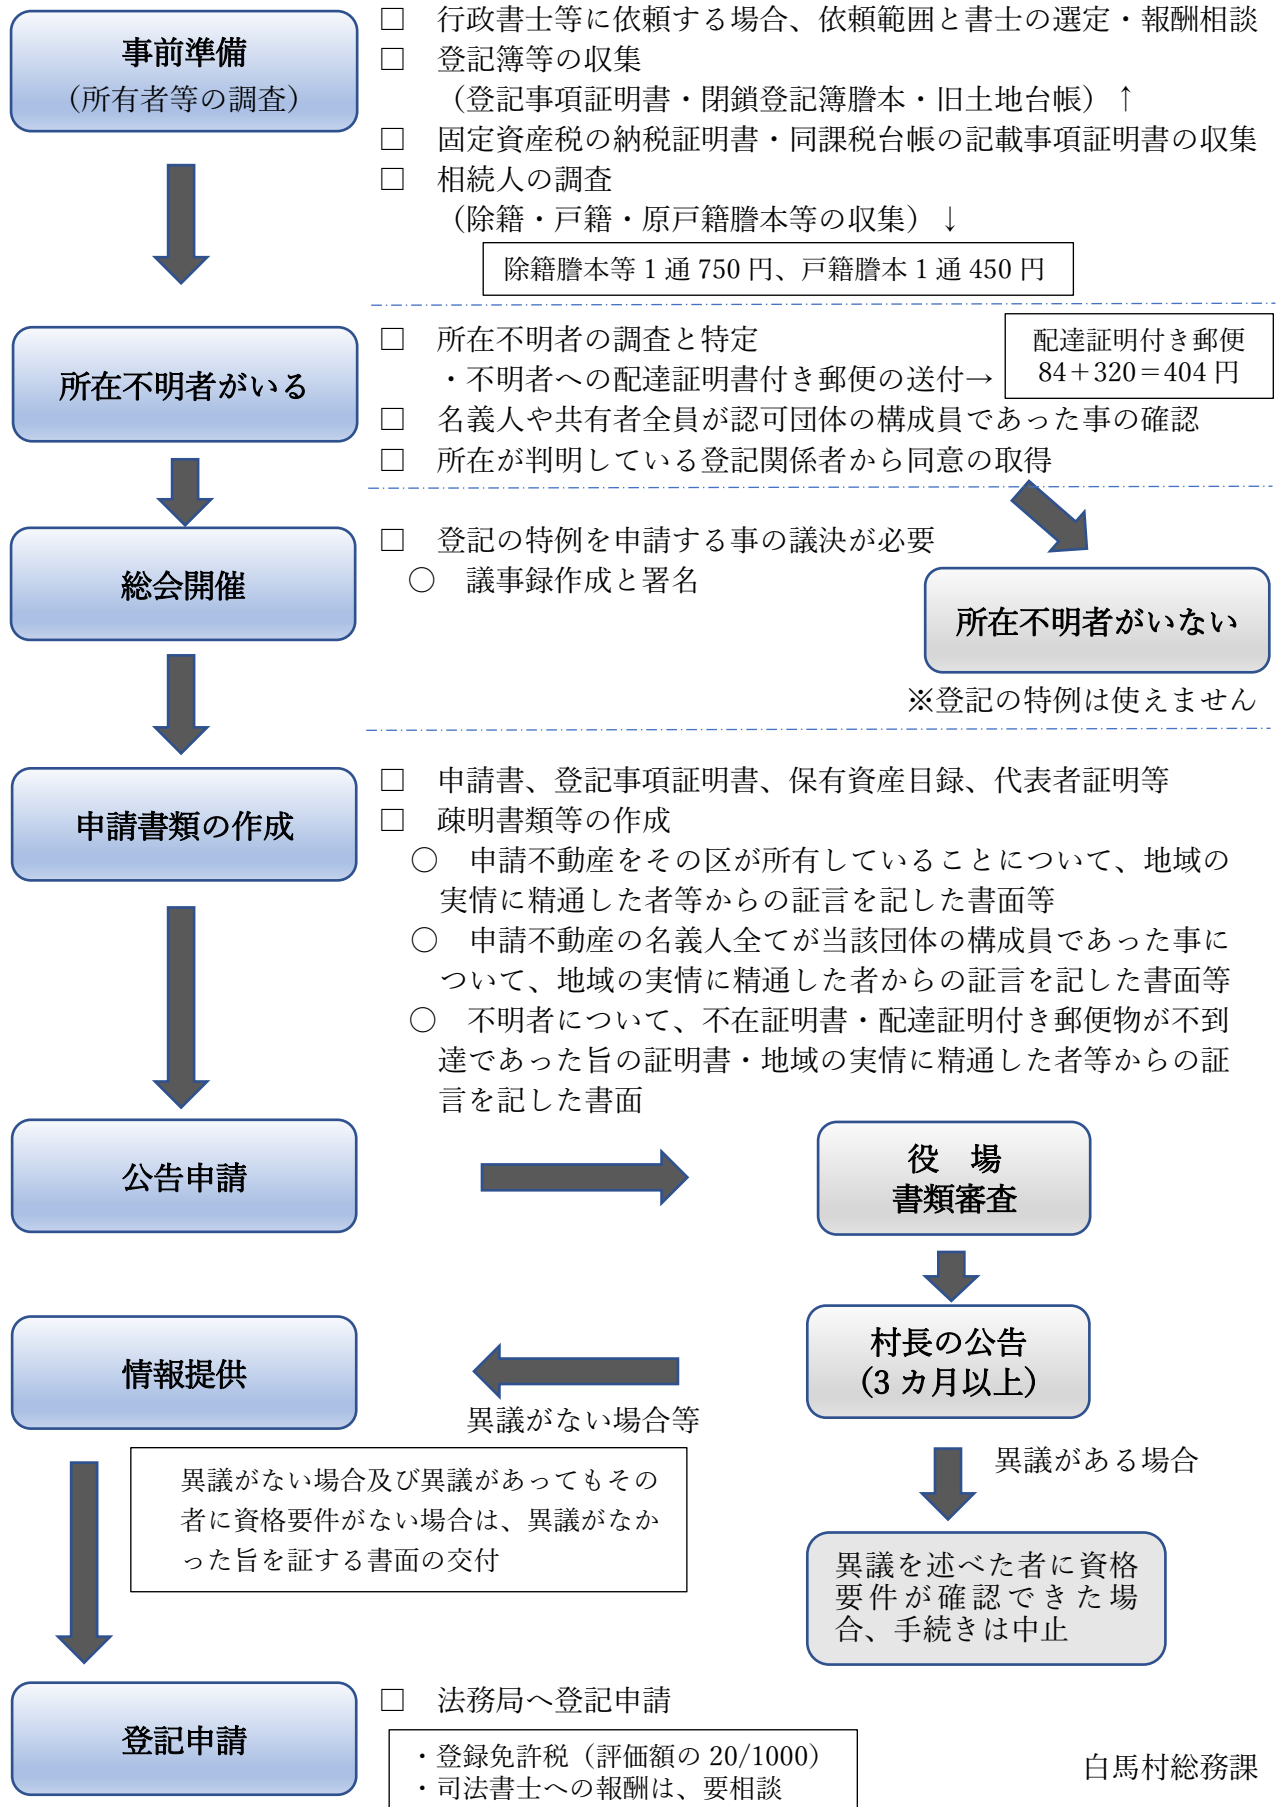 事前準備
（所有者等の調査）
□　行政書士等に依頼する場合、依頼範囲と書士の選定・報酬相談
□　登記簿等の収集
（登記事項証明書・閉鎖登記簿謄本・旧土地台帳）↑
□　固定資産税の納税証明書・同課税台帳の記載事項証明書の収集
□　相続人の調査
（除籍・戸籍・原戸籍謄本等の収集）↓
除籍謄本等 1 通 750 円、戸籍謄本 1 通 450 円
所在不明者がいる
□　所在不明者の調査と特定
・不明者への配達証明書付き郵便の送付→
配達証明付き郵便
84＋320＝404 円
□　名義人や共有者全員が認可団体の構成員であった事の確認
□　所在が判明している登記関係者から同意の取得
総会開催
□　登記の特例を申請する事の議決が必要
○　議事録作成と署名
所在不明者がいない
※登記の特例は使えません
申請書類の作成
□　申請書、登記事項証明書、保有資産目録、代表者証明等
□　疎明書類等の作成
○　申請不動産をその区が所有していることについて、地域の
実情に精通した者等からの証言を記した書面等
○　申請不動産の名義人全てが当該団体の構成員であった事に
ついて、地域の実情に精通した者からの証言を記した書面等
○　不明者について、不在証明書・配達証明付き郵便物が不到
達であった旨の証明書・地域の実情に精通した者等からの証
言を記した書面
公告申請
役　場
書類審査
村長の公告
（3 カ月以上）
情報提供
異議がない場合等
異議がない場合及び異議があってもその
者に資格要件がない場合は、異議がなか
った旨を証する書面の交付
異議がある場合
異議を述べた者に資格
要件が確認できた場
合、手続きは中止
登記申請
□　法務局へ登記申請
・登録免許税（評価額の 20/1000）
・司法書士への報酬は、要相談
白馬村総務課